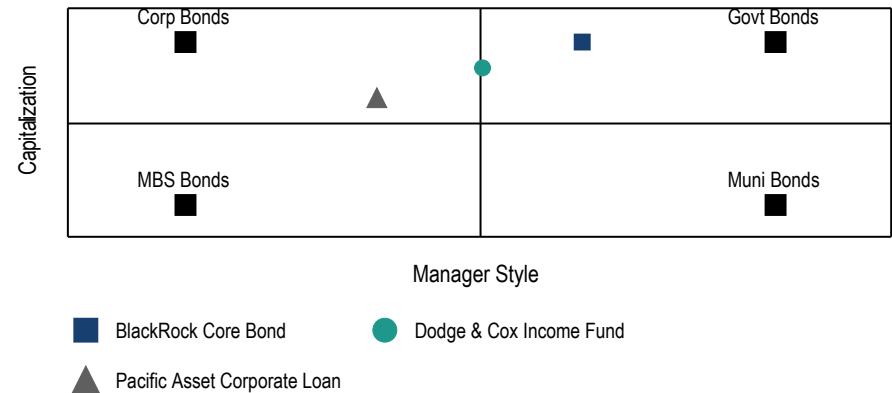 Corp Bonds
Govt Bonds
Capitalization
MBS Bonds
Muni Bonds
Manager Style
BlackRock Core Bond
Dodge & Cox Income Fund
Pacific Asset Corporate Loan